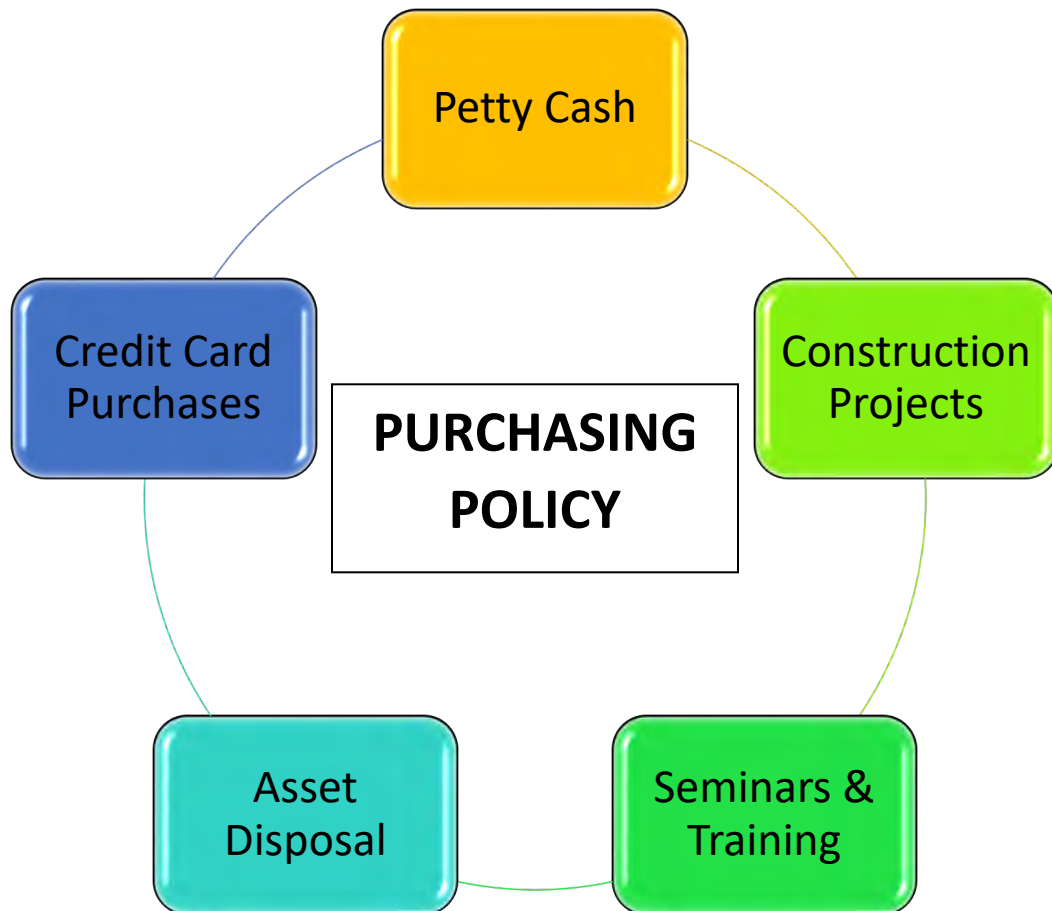 Petty Cash
Construction
Projects
Seminars &
Training
Asset
Disposal
Credit Card
Purchases
PURCHASING
POLICY